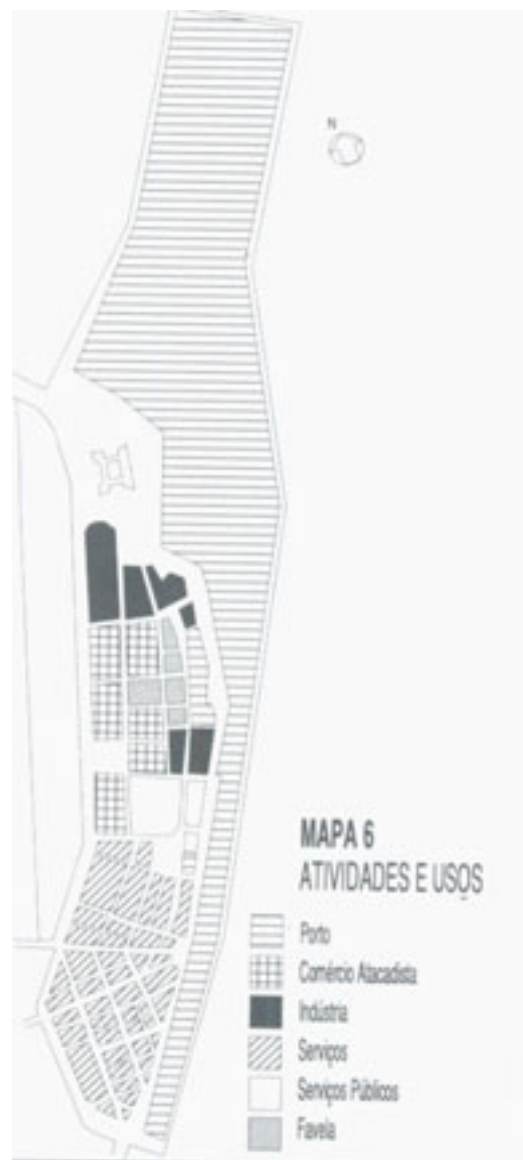 N
MAPA 6
ATIVIDADES E USOS
Porto
Comércio Atacadista
Indústria
Serviços
Serviços Públicos
Favela